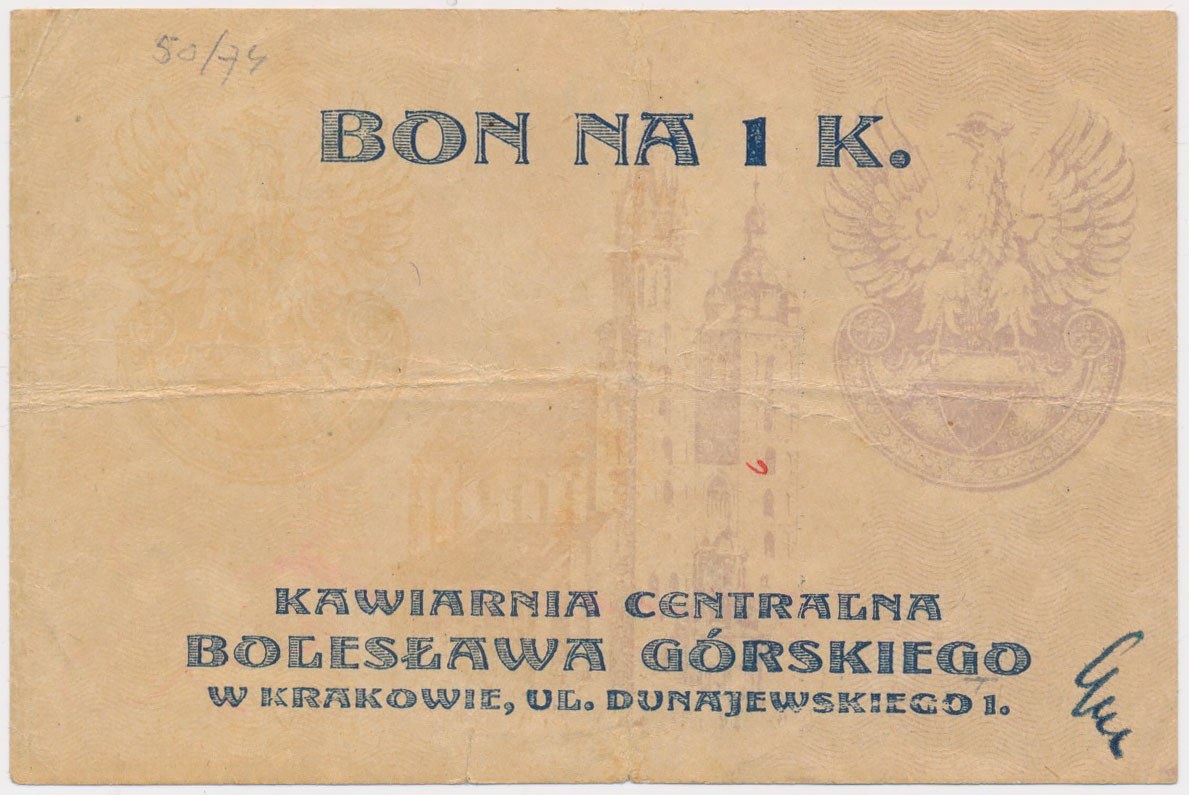 50/74
BON NA 1 K.
KAWIARNIA CENTRALNA
BOLESŁAWA GÓRSKIEGO
W KRAKOWIE, UL. DUNAJEWSKIEGO 1.